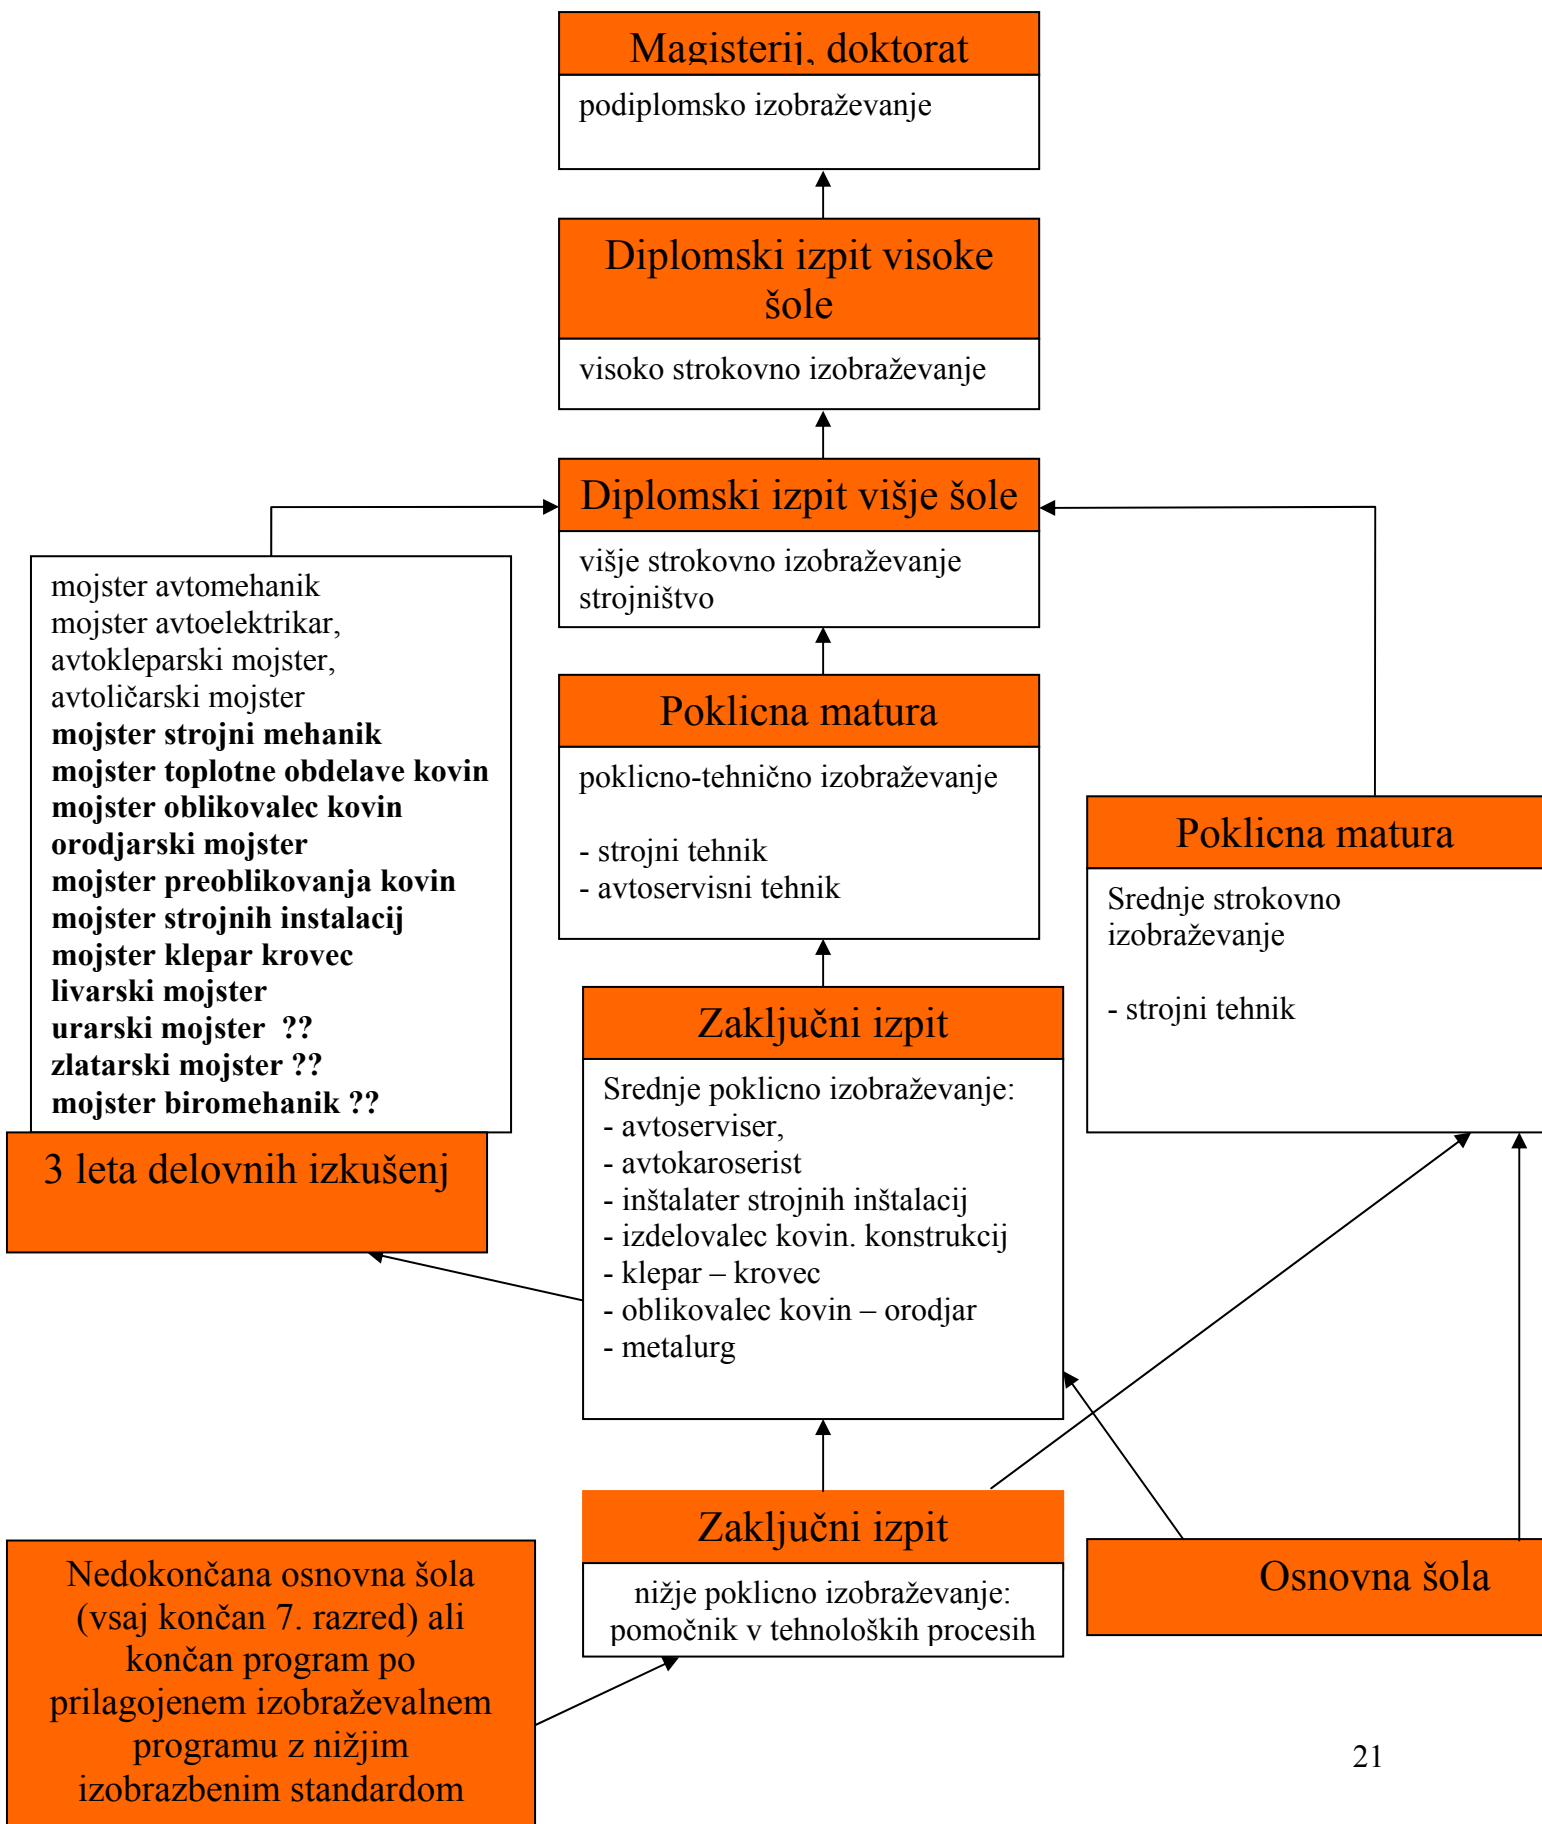 Magisterij, doktorat
podiplomsko izobraževanje
Diplomski izpit visoke
šole
visoko strokovno izobraževanje
Diplomski izpit višje šole
višje strokovno izobraževanje
strojništvo
mojster avtomehanik
mojster avtoelektrikar,
avtokleparski mojster,
avtoličarski mojster
mojster strojni mehanik
mojster toplotne obdelave kovin
mojster oblikovalec kovin
orodjarski mojster
mojster preoblikovanja kovin
mojster strojnih instalacij
mojster klepar krovec
livarski mojster
urarski mojster ??
zlatarski mojster ??
mojster biromehanik ??
3 leta delovnih izkušenj
Poklicna matura
poklicno-tehnično izobraževanje
- strojni tehnik
- avtoservisni tehnik
Poklicna matura
Srednje strokovno
izobraževanje
- strojni tehnik
Zaključni izpit
Srednje poklicno izobraževanje:
- avtoserviser,
- avtokaroserist
- inštalater strojnih inštalacij
- izdelovalec kovin. konstrukcij
- klepar – krovec
- oblikovalec kovin – orodjar
- metalurg
Zaključni izpit
nižje poklicno izobraževanje:
pomočnik v tehnoloških procesih
Osnovna šola
Nedokončana osnovna šola
(vsaj končan 7. razred) ali
končan program po
prilagojenem izobraževalnem
programu z nižjim
izobrazbenim standardom
21